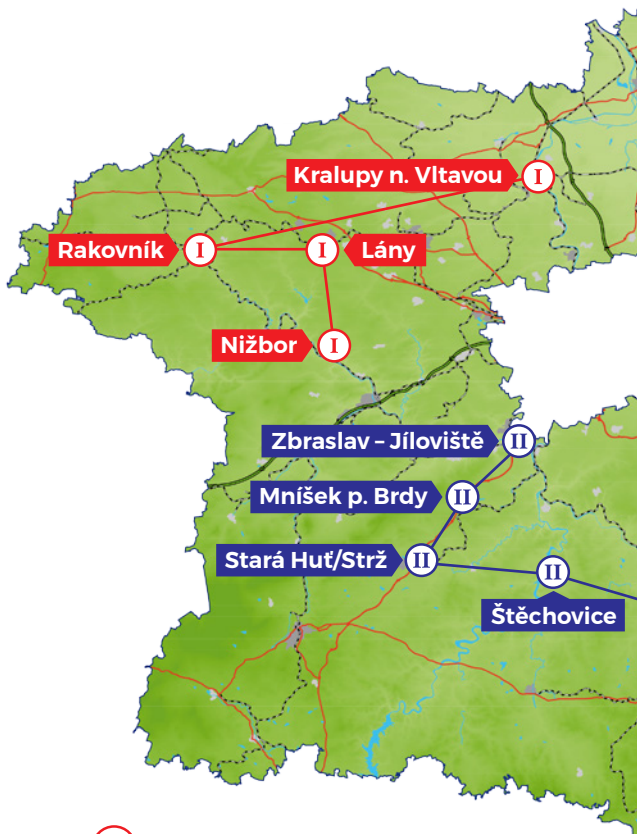 Kralupy n. Vltavou
I
Rakovník
I
I
Lány
Nižbor
I
Zbraslav – Jíloviště
II
Mníšek p. Brdy
II
Stará Huť/Strž
II
II
Štěchovice